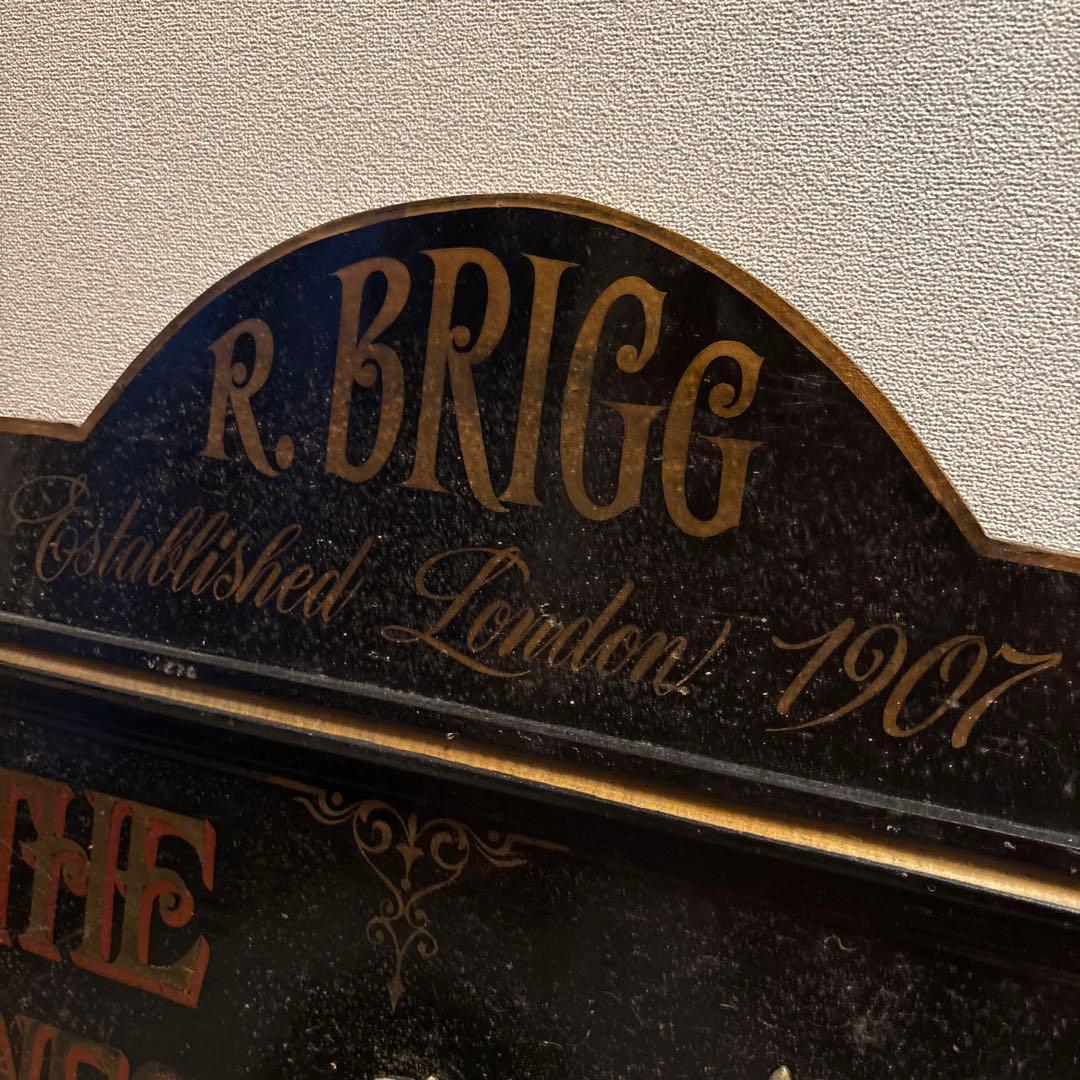 R. BRIGG
Established London 1907
THE